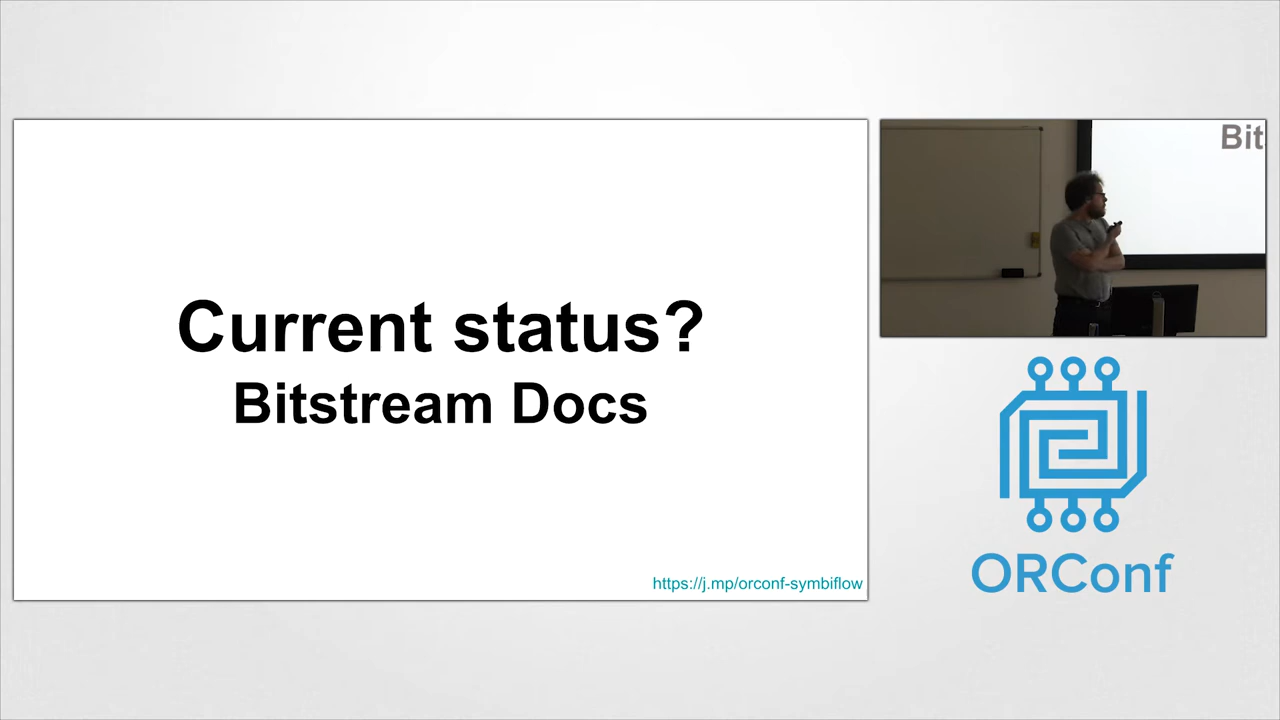 Current status?
Bitstream Docs
https://j.mp/orconf-symbiflow
Bit
ORConf